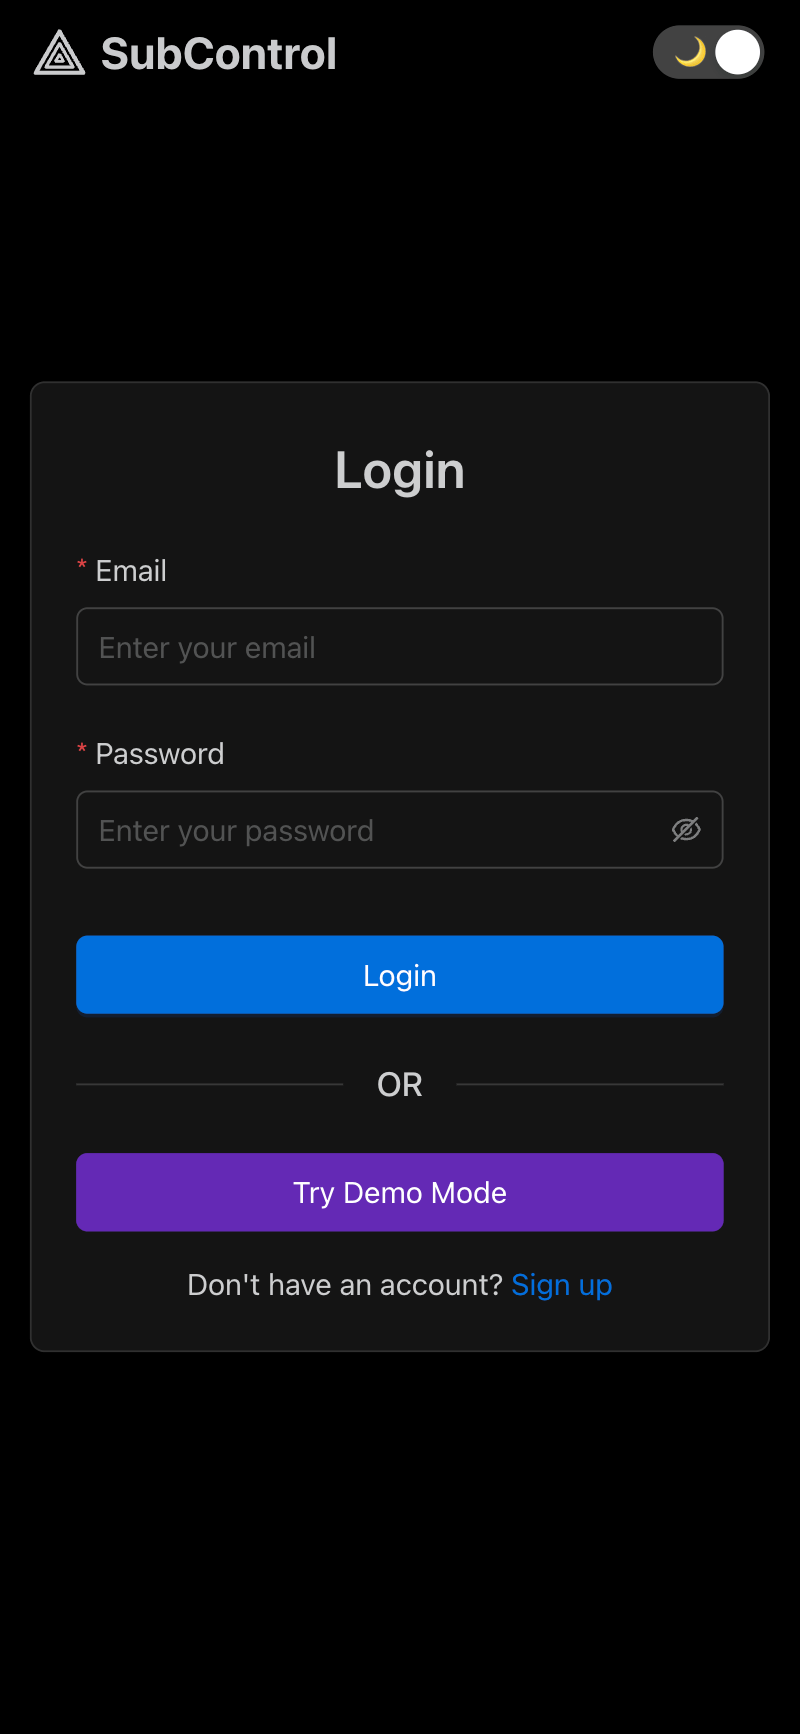 SubControl
Login
* Email
Enter your email
* Password
Enter your password
Login
OR
Try Demo Mode
Don't have an account? Sign up